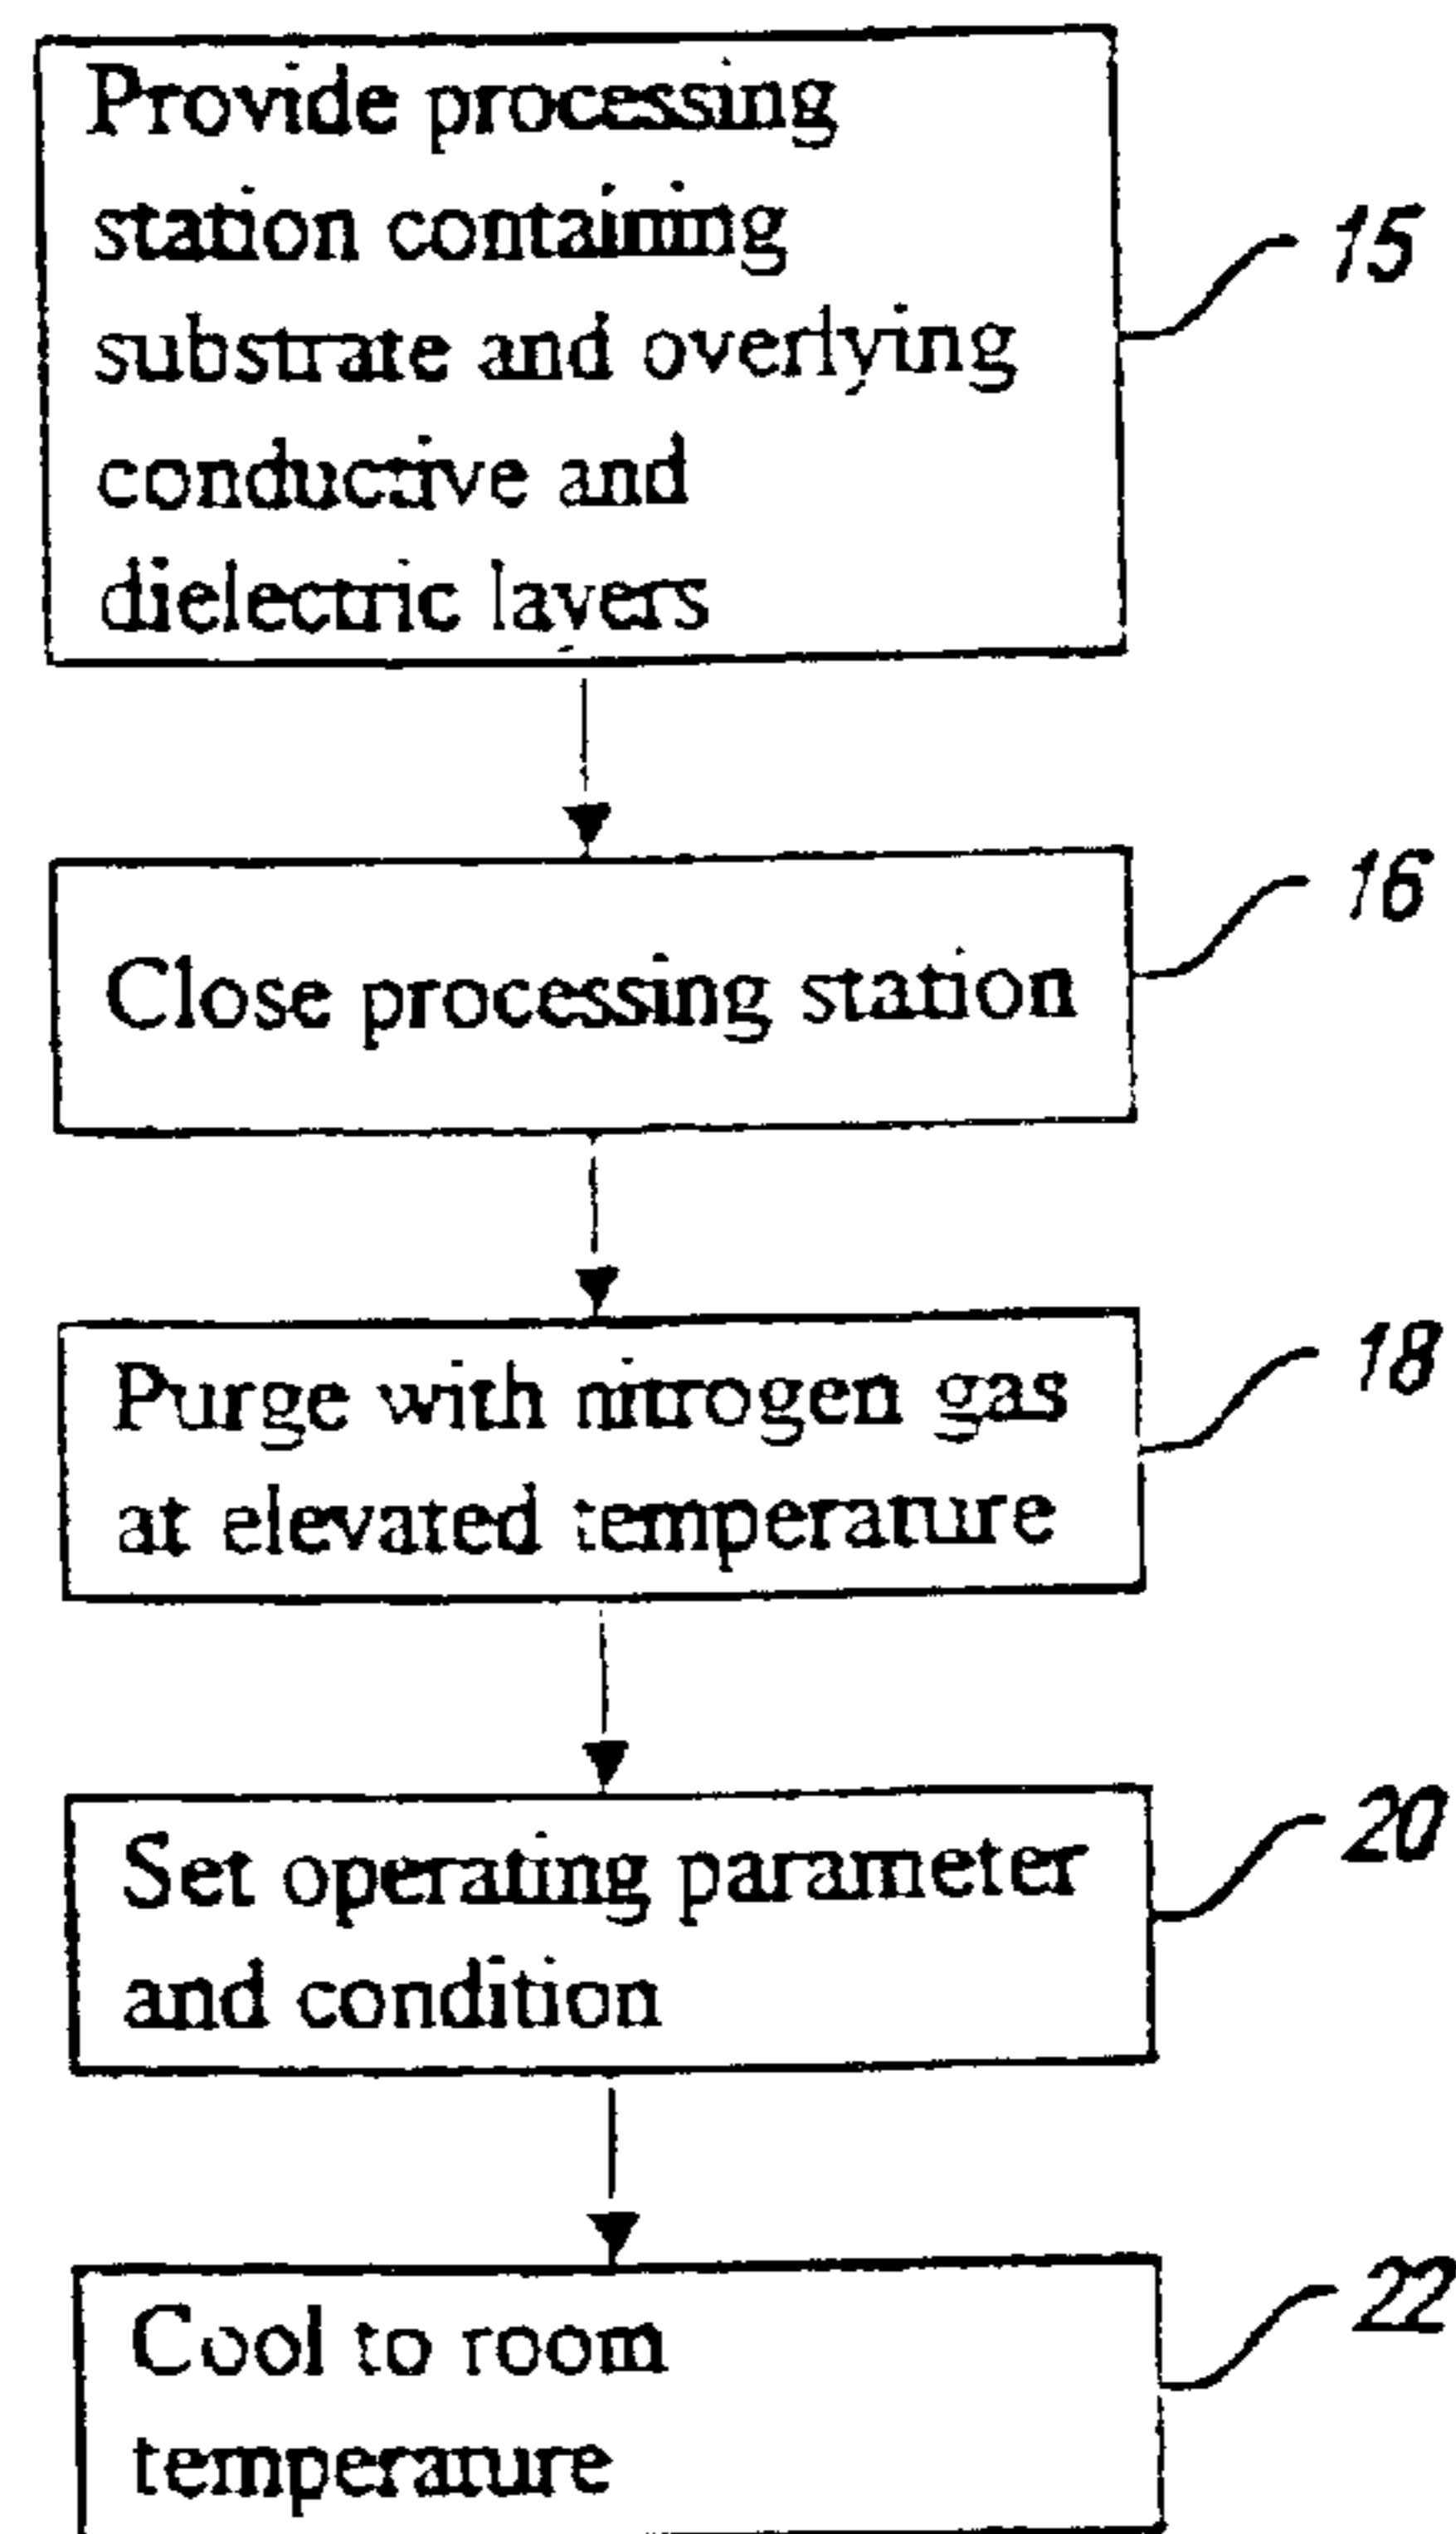 Provide processing
station containing
substrate and overlying
conductive and
dielectric layers
15
Close processing station
16
Purge with nitrogen gas
at elevated temperature
18
Set operating parameter
and condition
20
Cool to room
temperature
22